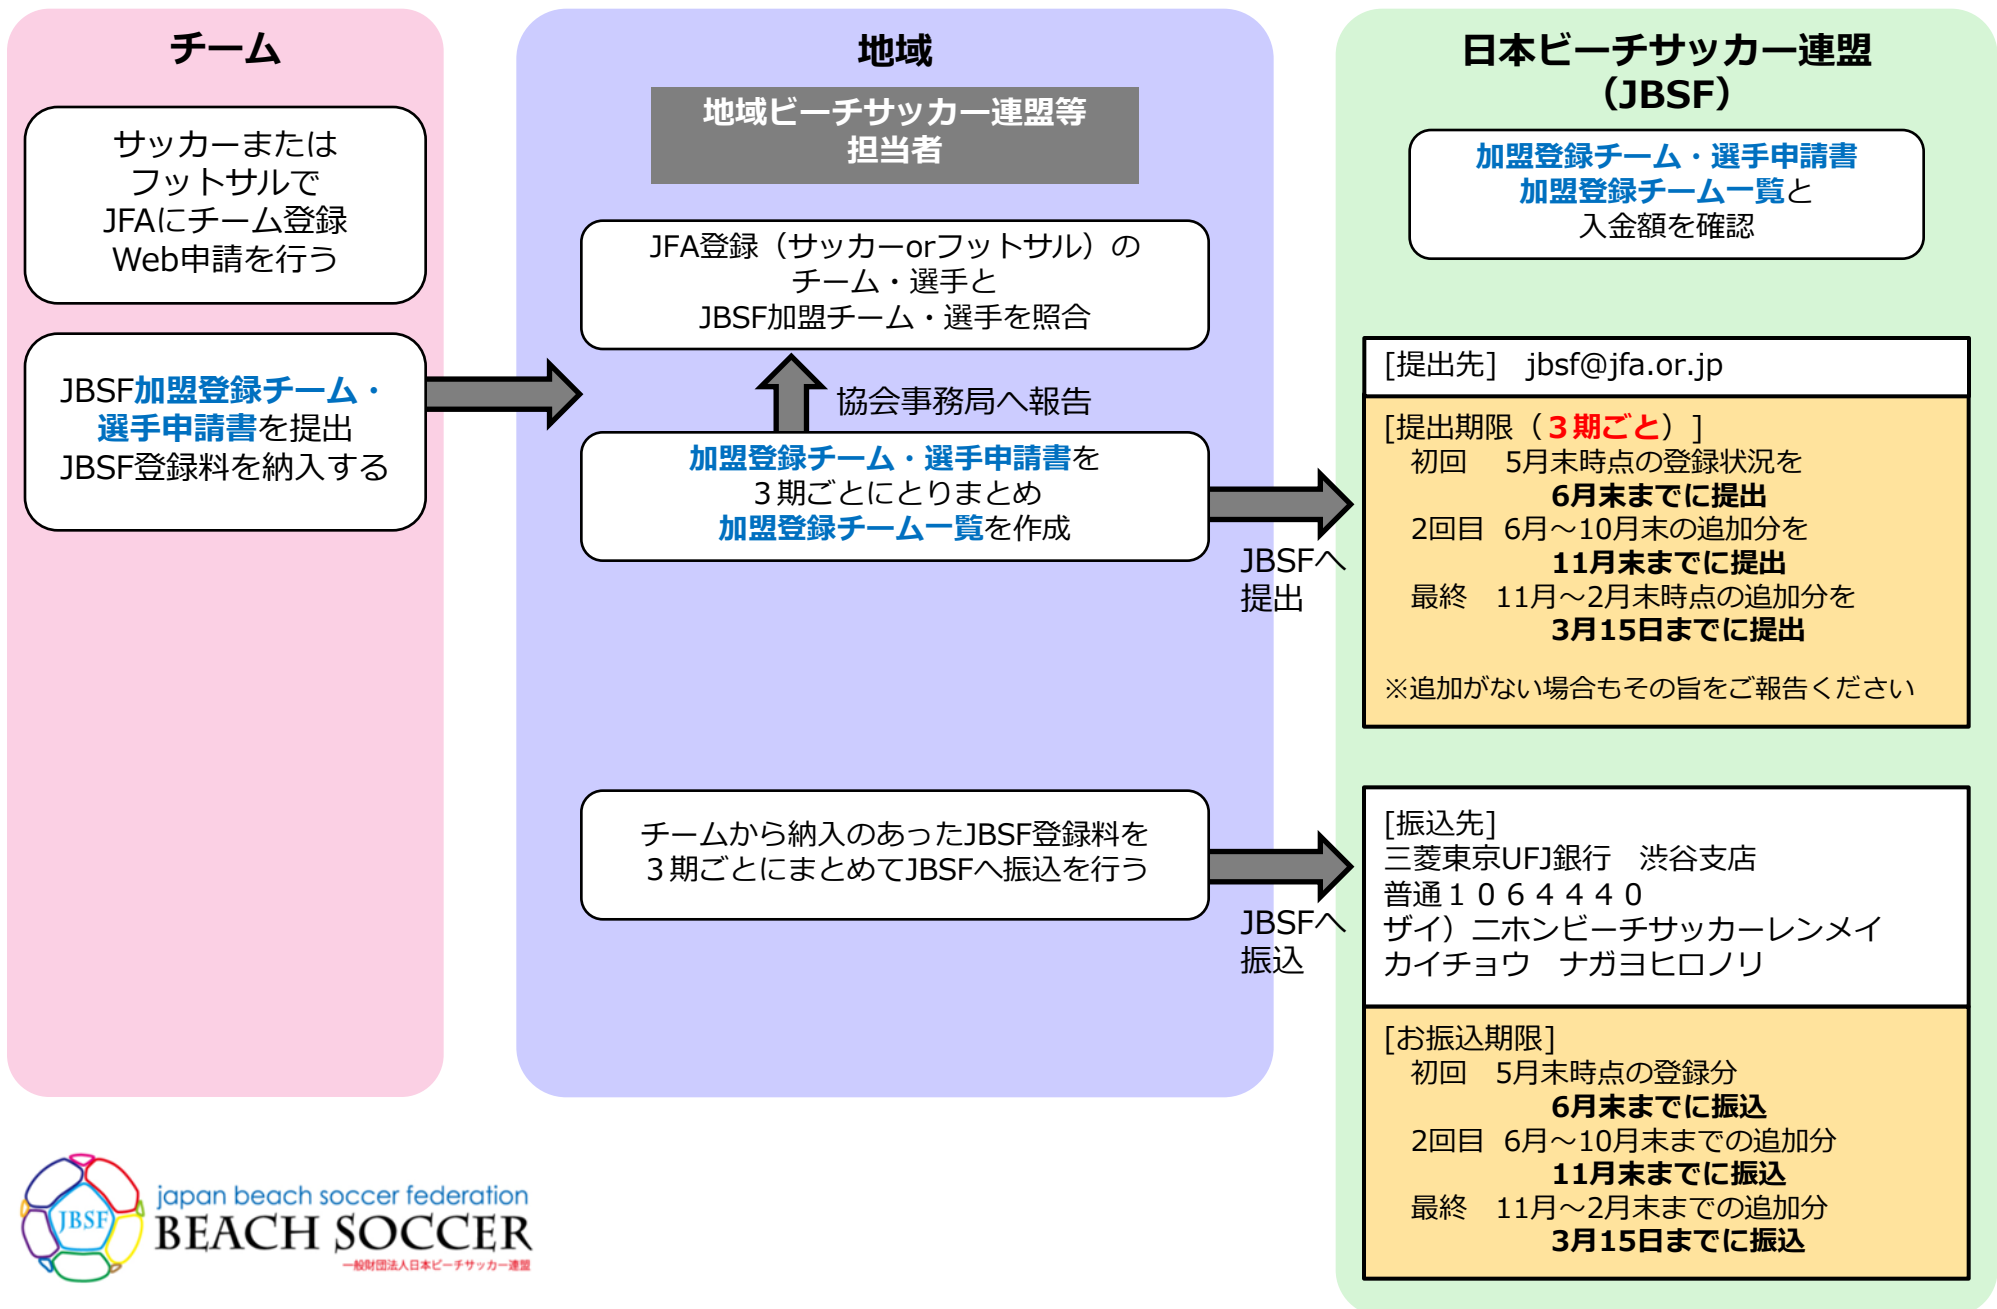 チーム
サッカーまたは
フットサルで
JFAにチーム登録
Web申請を行う
JBSF加盟登録チーム・
選手申請書を提出
JBSF登録料を納入する
地域
地域ビーチサッカー連盟等
担当者
JFA登録（サッカーorフットサル）の
チーム・選手と
JBSF加盟チーム・選手を照合
協会事務局へ報告
加盟登録チーム・選手申請書を
３期ごとにとりまとめ
加盟登録チーム一覧を作成
JBSFへ
提出
チームから納入のあったJBSF登録料を
３期ごとにまとめてJBSFへ振込を行う
JBSFへ
振込
日本ビーチサッカー連盟
（JBSF）
加盟登録チーム・選手申請書
加盟登録チーム一覧と
入金額を確認
[提出先]　jbsf@jfa.or.jp
[提出期限（３期ごと）]
初回　5月末時点の登録状況を
6月末までに提出
2回目 6月～10月末の追加分を
11月末までに提出
最終　11月～2月末時点の追加分を
3月15日までに提出
※追加がない場合もその旨をご報告ください
[振込先]
三菱東京UFJ銀行　渋谷支店
普通１０６４４４０
ザイ）ニホンビーチサッカーレンメイ
カイチョウ　ナガヨヒロノリ
[お振込期限]
初回　5月末時点の登録分
6月末までに振込
2回目 6月～10月末までの追加分
11月末までに振込
最終　11月～2月末までの追加分
3月15日までに振込
JBSF
japan beach soccer federation
BEACH SOCCER
一般財団法人日本ビーチサッカー連盟